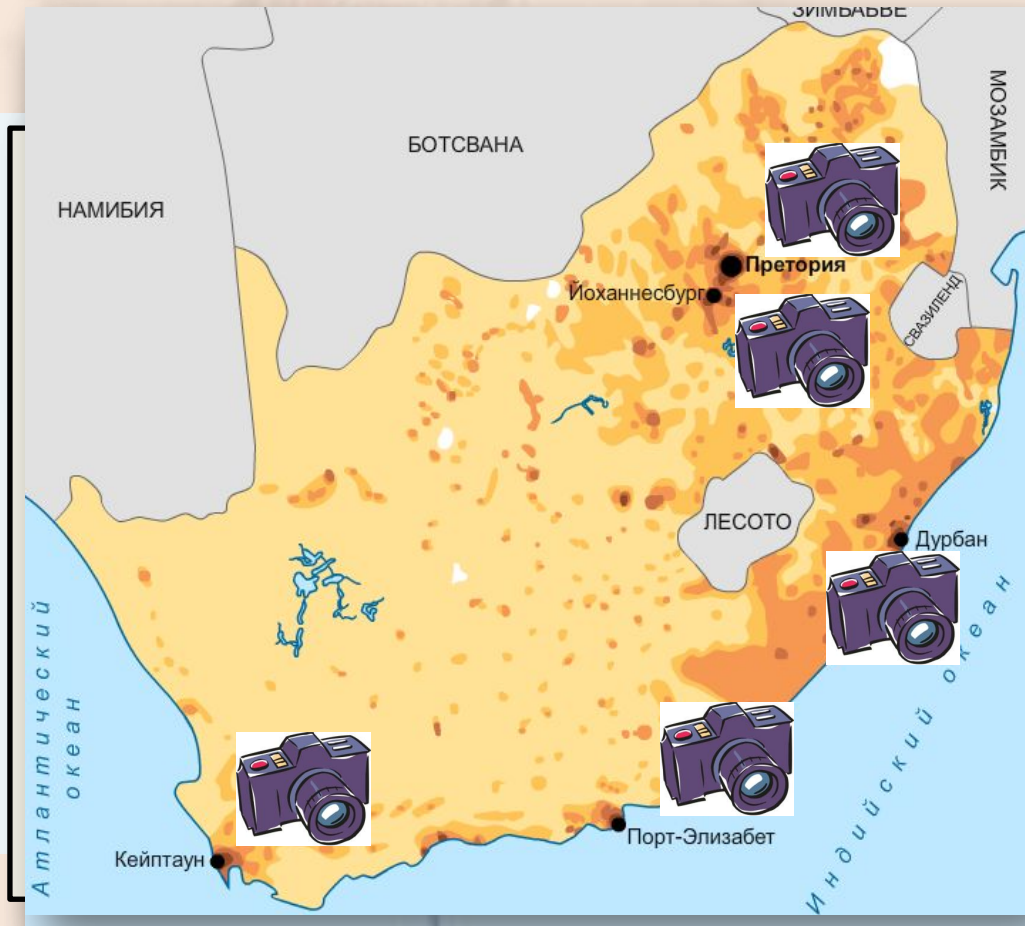 ЗИМБАБВЕ
МОЗАМБИК
БОТСВАНА
НАМИБИЯ
Претория
Йоханнесбург
СВАЗИЛЕНД
ЛЕСОТО
Дурбан
Атлантический
океан
Индийский океан
Порт-Элизабет
Кейптаун